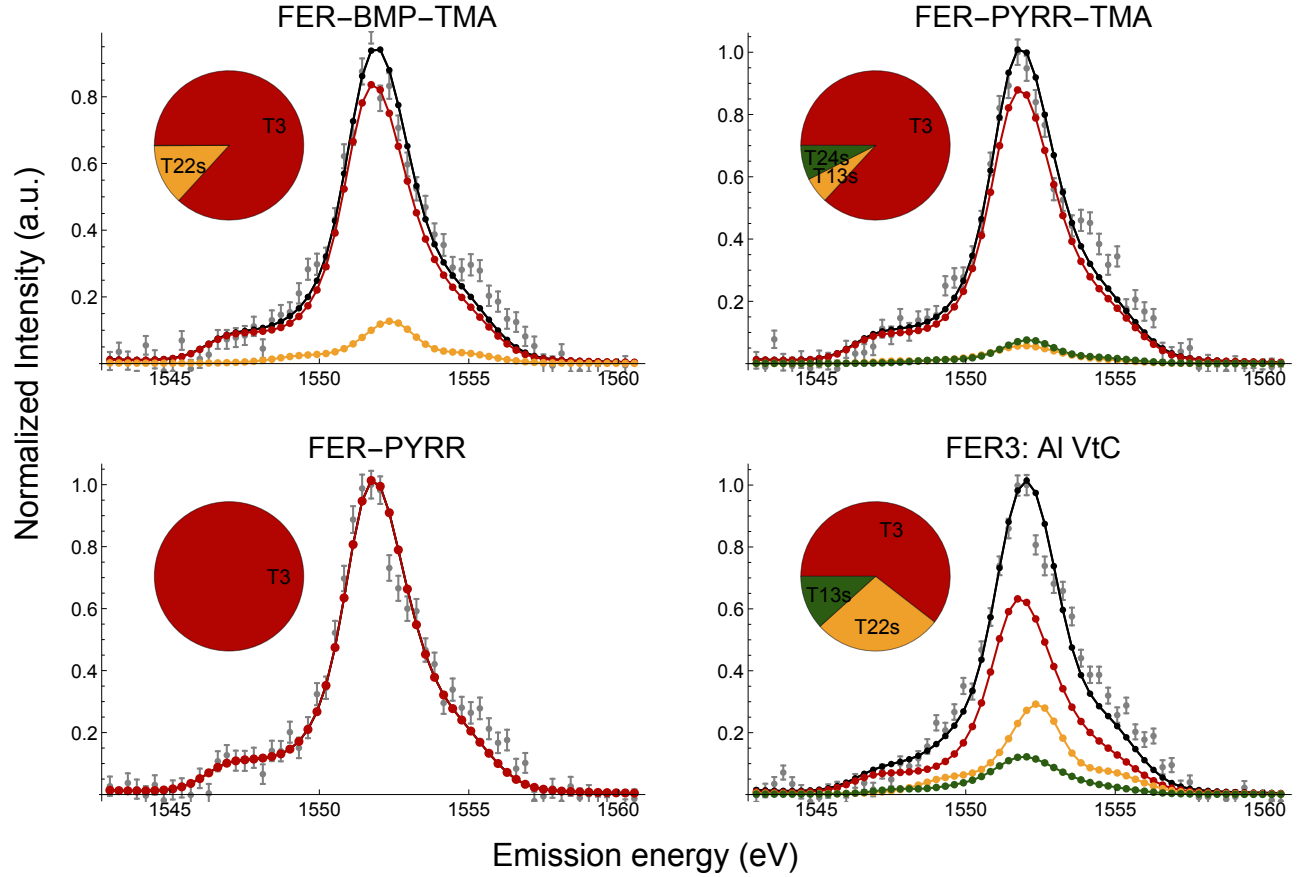 FER−BMP−TMA
0.8
0.6
0.4
0.2
1545
1550
1555
1560
T3
T22s
FER−PYRR−TMA
1.0
0.8
0.6
0.4
0.2
1545
1550
1555
1560
T3
T24s
T13s
FER−PYRR
1.0
0.8
0.6
0.4
0.2
1545
1550
1555
1560
T3
FER3: Al VtC
1.0
0.8
0.6
0.4
0.2
1545
1550
1555
1560
T3
T13s
T22s
Normalized Intensity (a.u.)
Emission energy (eV)